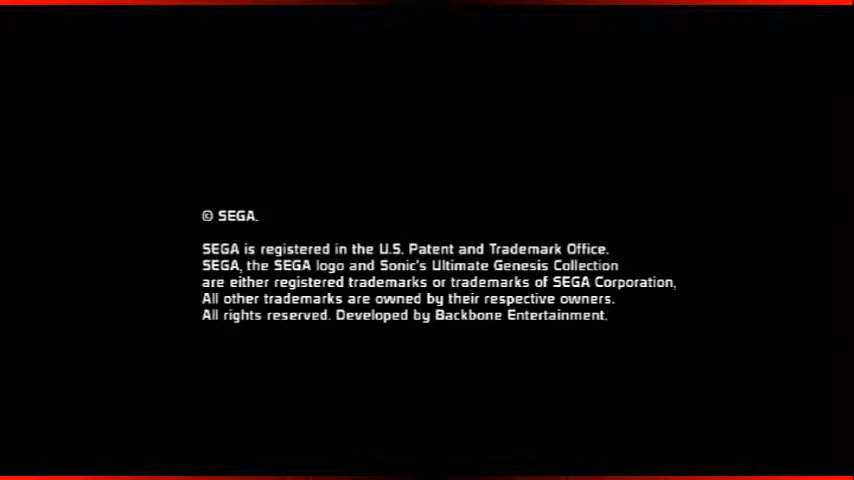 © SEGA.
SEGA is registered in the U.S. Patent and Trademark Office.
SEGA, the SEGA logo and Sonic's Ultimate Genesis Collection
are either registered trademarks or trademarks of SEGA Corporation,
All other trademarks are owned by their respective owners.
All rights reserved. Developed by Backbone Entertainment.